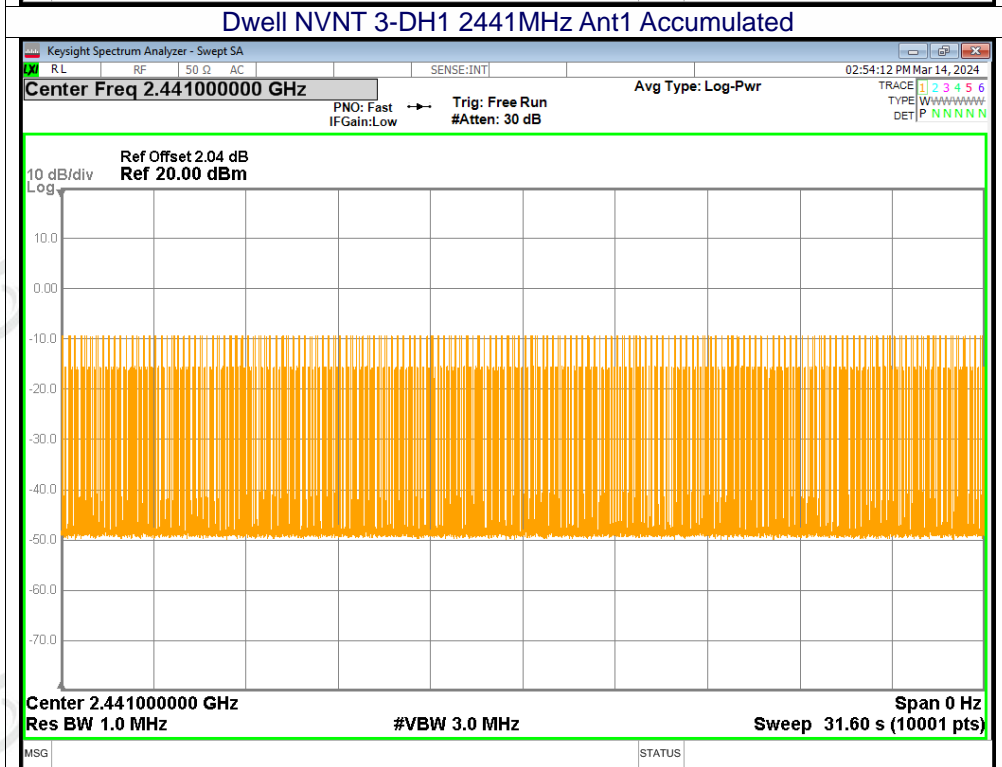 Dwell NVNT 3-DH1 2441MHz Ant1 Accumulated
Keysight Spectrum Analyzer - Swept SA
LXI RL RF 50 Ω AC SENSE:INT 02:54:12 PM Mar 14, 2024
Center Freq 2.441000000 GHz Avg Type: Log-Pwr TRACE 1 2 3 4 5 6
PNO: Fast Trig: Free Run TYPE WWWWWWW
IFGain:Low #Atten: 30 dB DET P N N N N N
Ref Offset 2.04 dB
10 dB/div Ref 20.00 dBm
Log
10.0
0.00
-10.0
-20.0
-30.0
-40.0
-50.0
-60.0
-70.0
Center 2.441000000 GHz Span 0 Hz
Res BW 1.0 MHz #VBW 3.0 MHz Sweep 31.60 s (10001 pts)
MSG STATUS